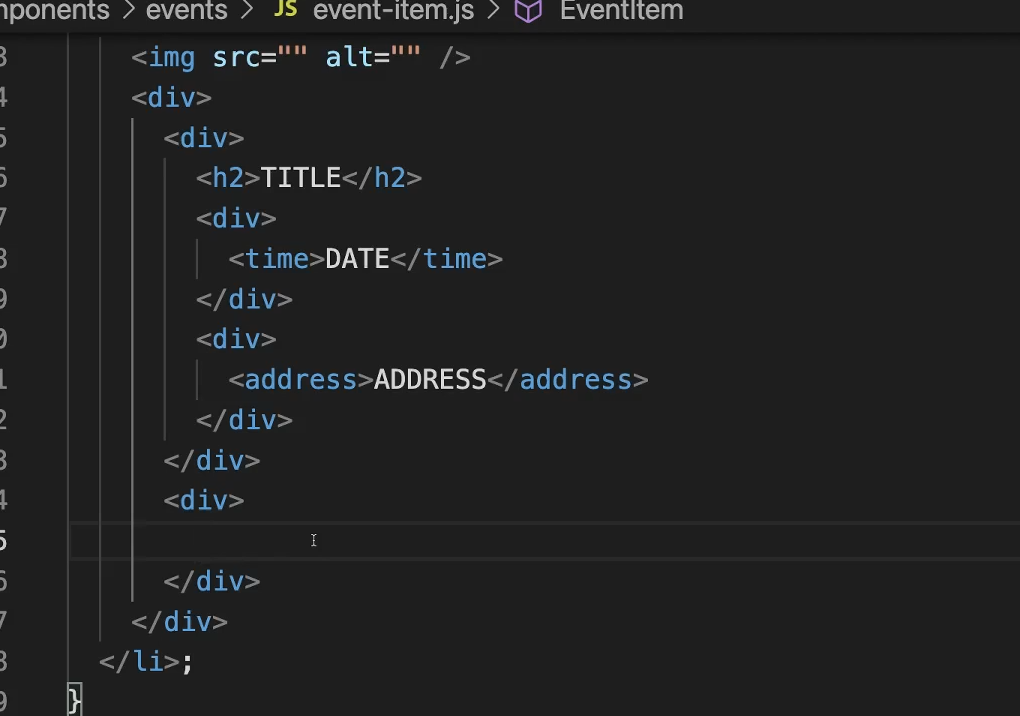 mponents > events > JS event-item.js > EventItem
3 <img src="" alt="" />
4 <div>
5 <div>
6 <h2>TITLE</h2>
7 <div>
8 <time>DATE</time>
9 </div>
0 <div>
1 <address>ADDRESS</address>
2 </div>
3 </div>
4 <div>
5
6 </div>
7 </div>
8 </li>;
9 }